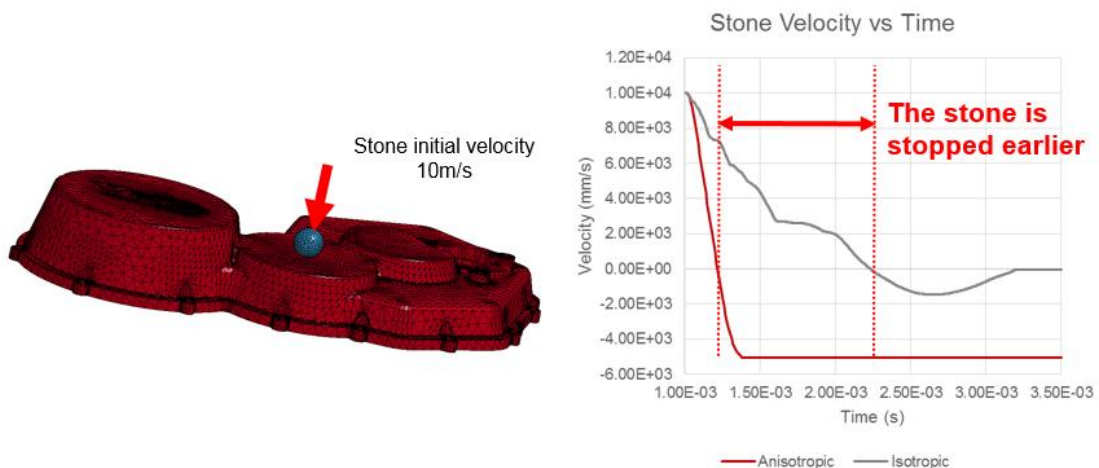 Stone initial velocity
10m/s
Stone Velocity vs Time
1.20E+04
1.00E+04
8.00E+03
6.00E+03
4.00E+03
2.00E+03
0.00E+00
-2.00E+03
-4.00E+03
-6.00E+03
Velocity (mm/s)
The stone is
stopped earlier
1.00E-03 1.50E-03 2.00E-03 2.50E-03 3.00E-03 3.50E-03
Time (s)
Anisotropic Isotropic